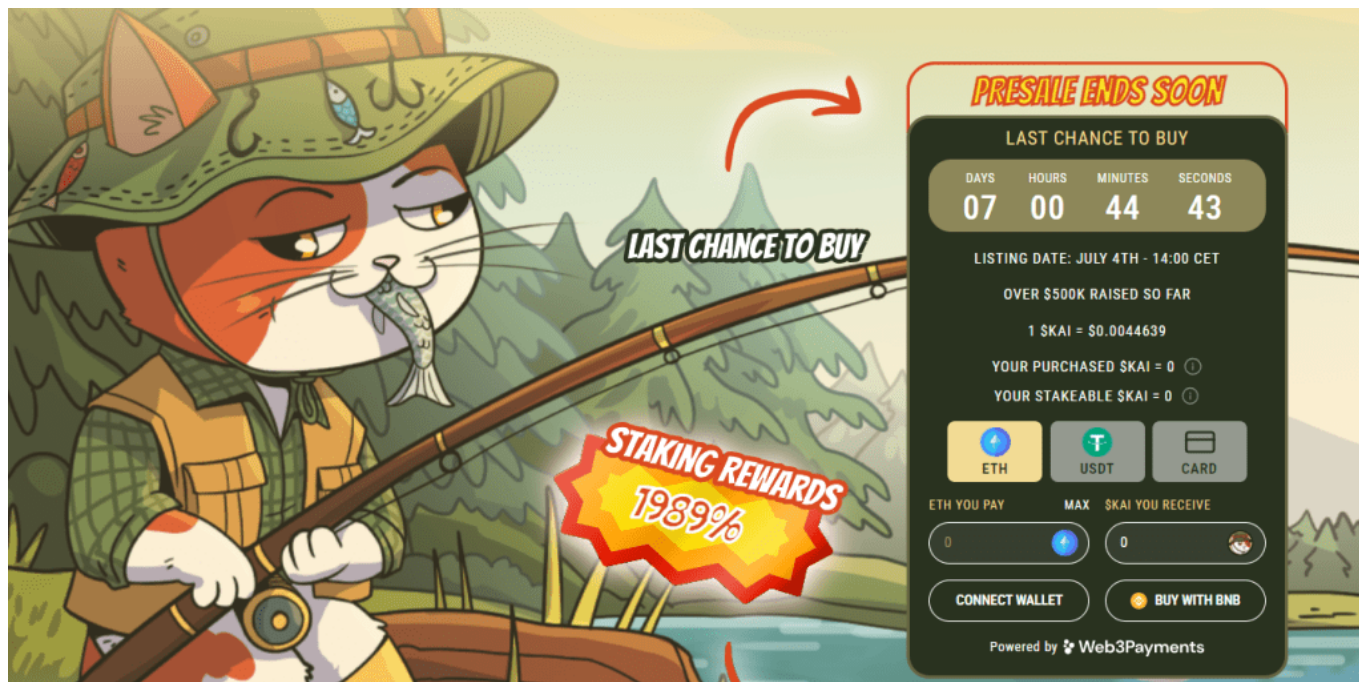 PRESALE ENDS SOON
LAST CHANCE TO BUY
DAYS HOURS MINUTES SECONDS
07 00 44 43
LISTING DATE: JULY 4TH - 14:00 CET
OVER $500K RAISED SO FAR
1 $KAI = $0.0044639
YOUR PURCHASED $KAI = 0
YOUR STAKEABLE $KAI = 0
ETH USDT CARD
ETH YOU PAY MAX $KAI YOU RECEIVE
0 0
CONNECT WALLET BUY WITH BNB
Powered by Web3Payments
LAST CHANCE TO BUY
STAKING REWARDS
1989%